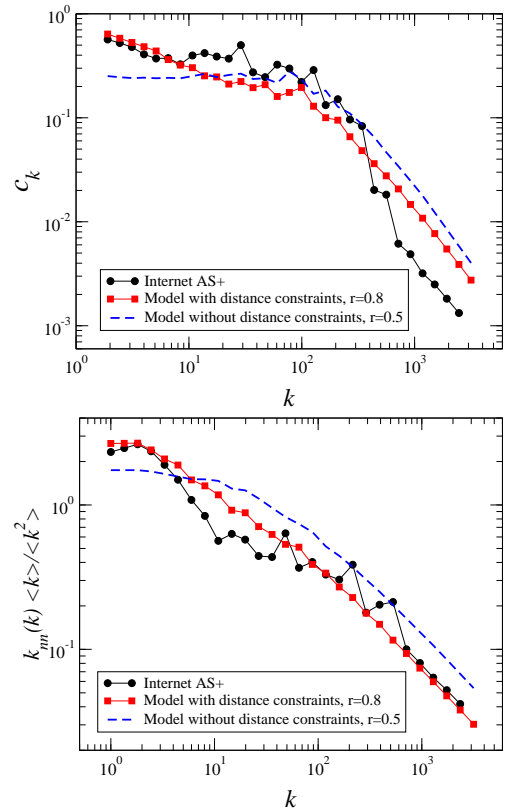 10^0
10^-1
10^-2
10^-3
c_k
Internet AS+
Model with distance constraints, r=0.8
Model without distance constraints, r=0.5
10^0 10^1 10^2 10^3
k
10^0
10^-1
k_nn(k) <k>/<k^2>
Internet AS+
Model with distance constraints, r=0.8
Model without distance constraints, r=0.5
10^0 10^1 10^2 10^3
k